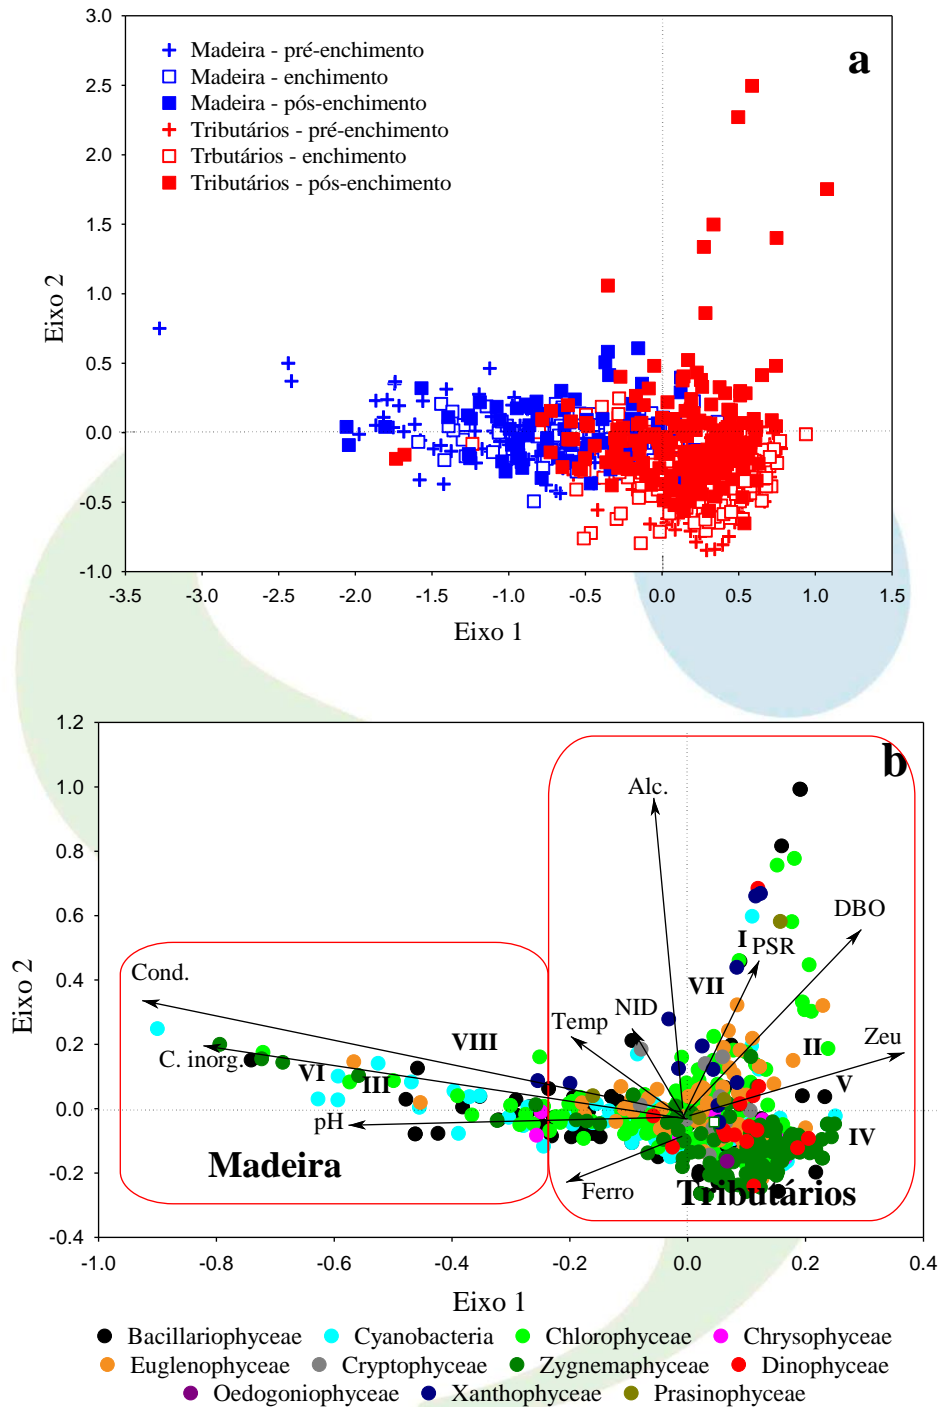 3.0
a
Madeira - pré-enchimento
Madeira - enchimento
2.5
Madeira - pós-enchimento
Tributários - pré-enchimento
2.0
Trbutários - enchimento
Tributários - pós-enchimento
1.5
Eixo 2
1.0
0.5
0.0
-0.5
-1.0
-3.5 -3.0 -2.5 -2.0 -1.5 -1.0 -0.5 0.0 0.5 1.0 1.5
Eixo 1
1.2
b
Alc.
1.0
0.8
DBO
0.6
I PSR
Eixo 2
Cond.
0.4
VII
NID
Temp
Zeu
VIII
C. inorg.
II
0.2
VI
III
V
0.0
pH
IV
Madeira
Ferro
Tributários
-0.2
-0.4
-1.0 -0.8 -0.6 -0.4 -0.2 0.0 0.2 0.4
Eixo 1
Bacillariophyceae Cyanobacteria Chlorophyceae Chrysophyceae
Euglenophyceae Cryptophyceae Zygnemaphyceae Dinophyceae
Oedogoniophyceae Xanthophyceae Prasinophyceae